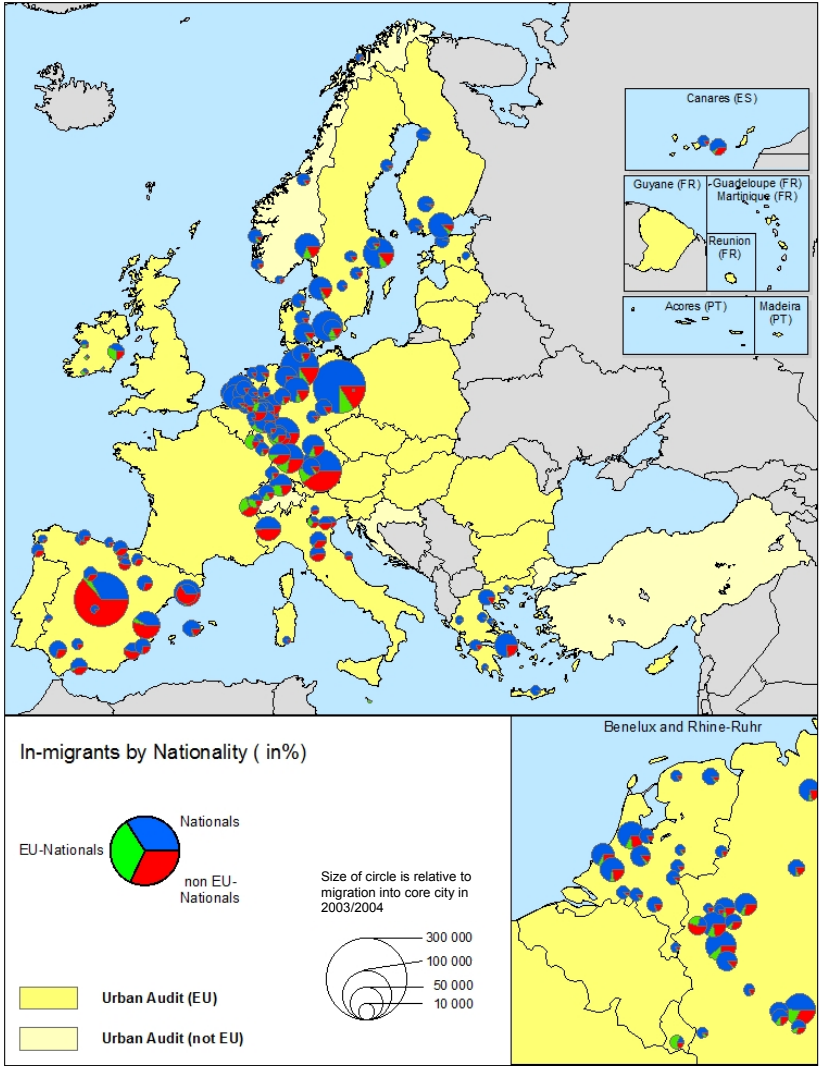 Canares (ES)
Guyane (FR)
Guadeloupe (FR)
Martinique (FR)
Reunion
(FR)
Acores (PT)
Madeira
(PT)
Benelux and Rhine-Ruhr
In-migrants by Nationality ( in%)
Nationals
EU-Nationals
non EU-
Nationals
Size of circle is relative to
migration into core city in
2003/2004
300 000
100 000
50 000
10 000
Urban Audit (EU)
Urban Audit (not EU)